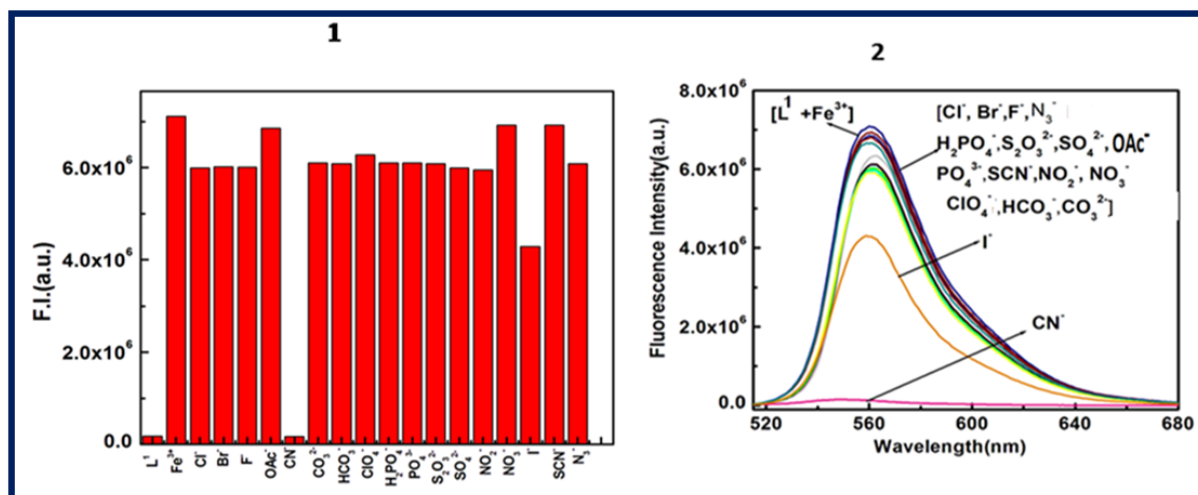 1
F.I.(a.u.)
6.0x10⁶
4.0x10⁶
2.0x10⁶
0.0
L¹ Fe³⁺ Cl⁻ Br⁻ F⁻ OAc⁻ CN⁻ CO₃²⁻ HCO₃⁻ ClO₄⁻ H₂PO₄⁻ PO₄³⁻ S₂O₃²⁻ SO₄²⁻ NO₂⁻ NO₃⁻ I⁻ SCN⁻ N₃⁻
2
Fluorescence Intensity(a.u.)
8.0x10⁶
6.0x10⁶
4.0x10⁶
2.0x10⁶
0.0
[L¹ +Fe³⁺]
[Cl⁻, Br⁻,F⁻,N₃⁻
H₂PO₄⁻,S₂O₃²⁻,SO₄²⁻,OAc⁻
PO₄³⁻,SCN⁻,NO₂⁻, NO₃⁻
ClO₄⁻,HCO₃⁻,CO₃²⁻]
I⁻
CN⁻
520 560 600 640 680
Wavelength(nm)